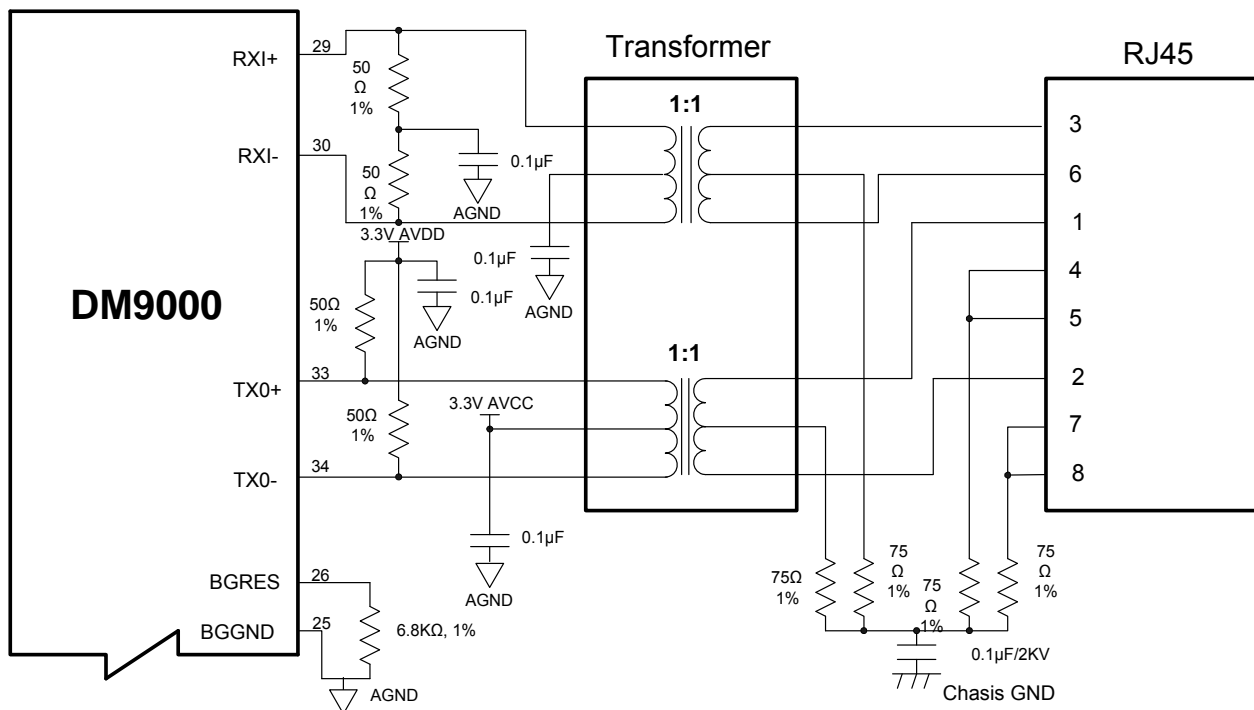 Transformer
RJ45
29
RXI+
50
Ω
1%
1:1
3
30
RXI-
50
Ω
1%
0.1µF
AGND
6
1
3.3V AVDD
0.1µF
0.1µF
AGND
AGND
4
DM9000
50Ω
1%
5
1:1
33
TX0+
2
3.3V AVCC
50Ω
1%
7
34
TX0-
8
0.1µF
AGND
26
BGRES
75Ω
1%
75
Ω
1%
75
Ω
1%
75
Ω
1%
25
BGGND
6.8KΩ, 1%
0.1µF/2KV
AGND
Chasis GND